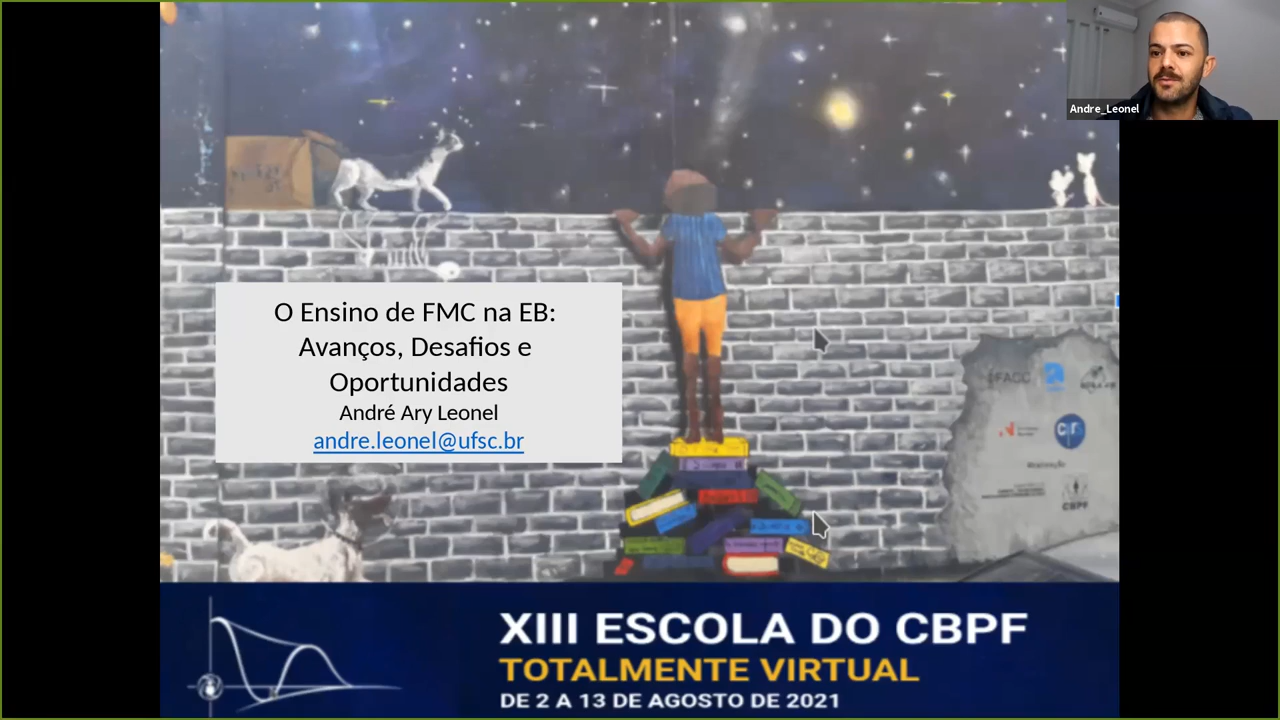 Andre_Leonel
O Ensino de FMC na EB:
Avanços, Desafios e
Oportunidades
André Ary Leonel
andre.leonel@ufsc.br
CBPF
XIII ESCOLA DO CBPF
TOTALMENTE VIRTUAL
DE 2 A 13 DE AGOSTO DE 2021